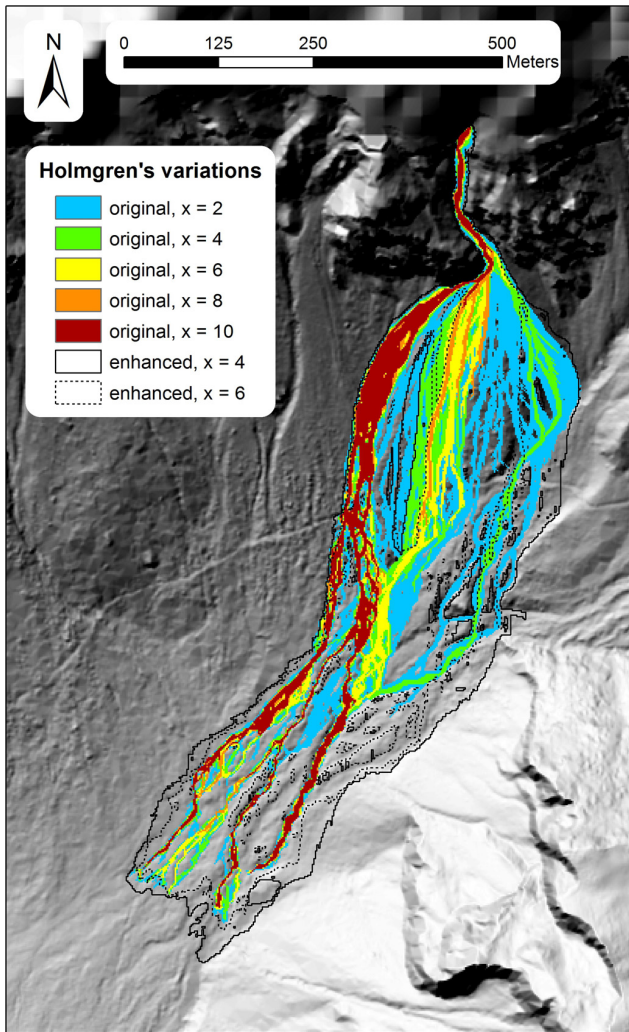 N
0 125 250 500
Meters
Holmgren's variations
original, x = 2
original, x = 4
original, x = 6
original, x = 8
original, x = 10
enhanced, x = 4
enhanced, x = 6